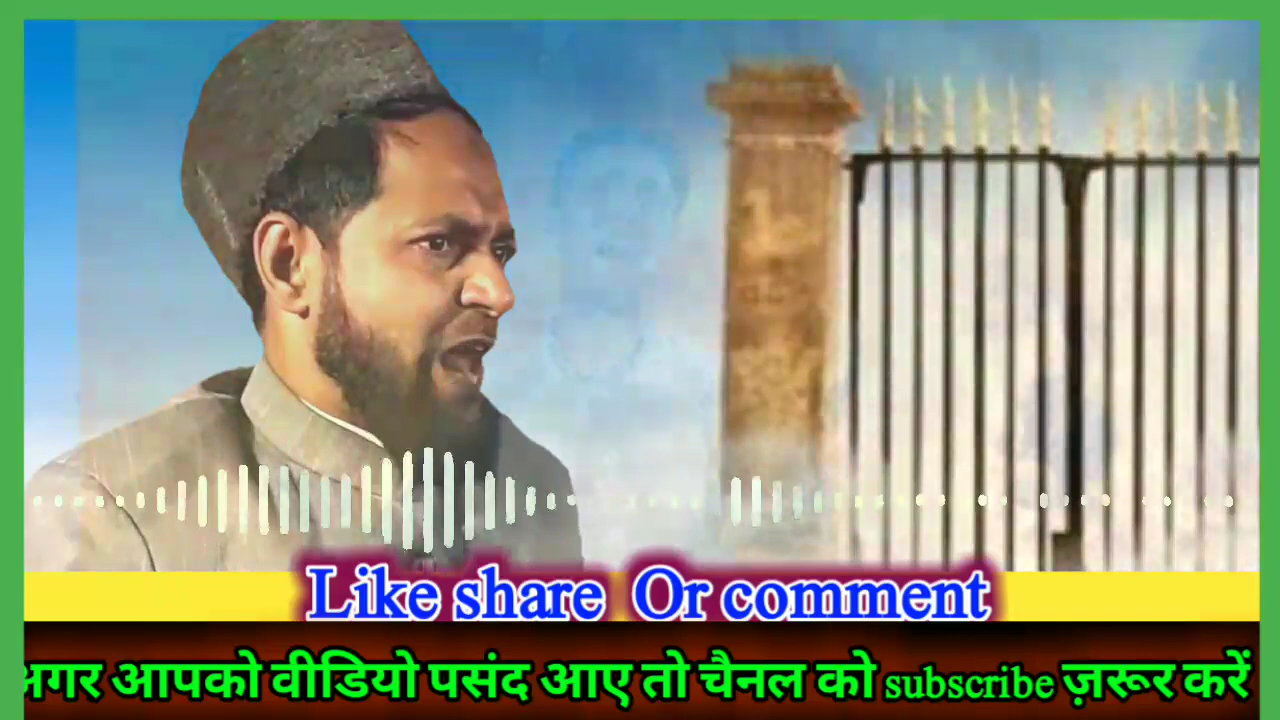 Like share Or comment
अगर आपको वीडियो पसंद आए तो चैनल को subscribe ज़रूर करें